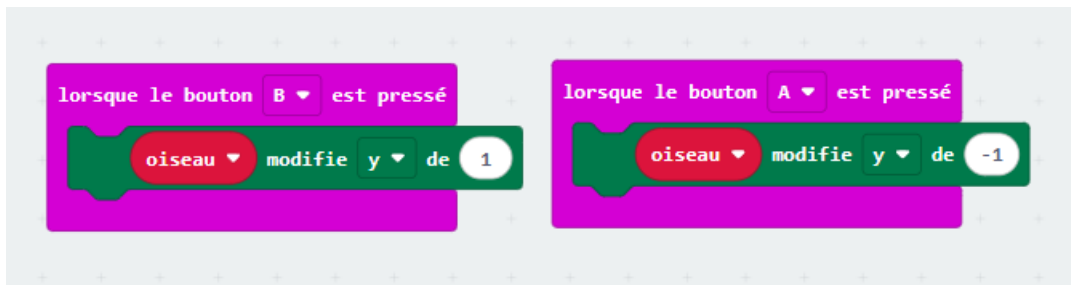 lorsque le bouton B est pressé
oiseau modifie y de 1
lorsque le bouton A est pressé
oiseau modifie y de -1